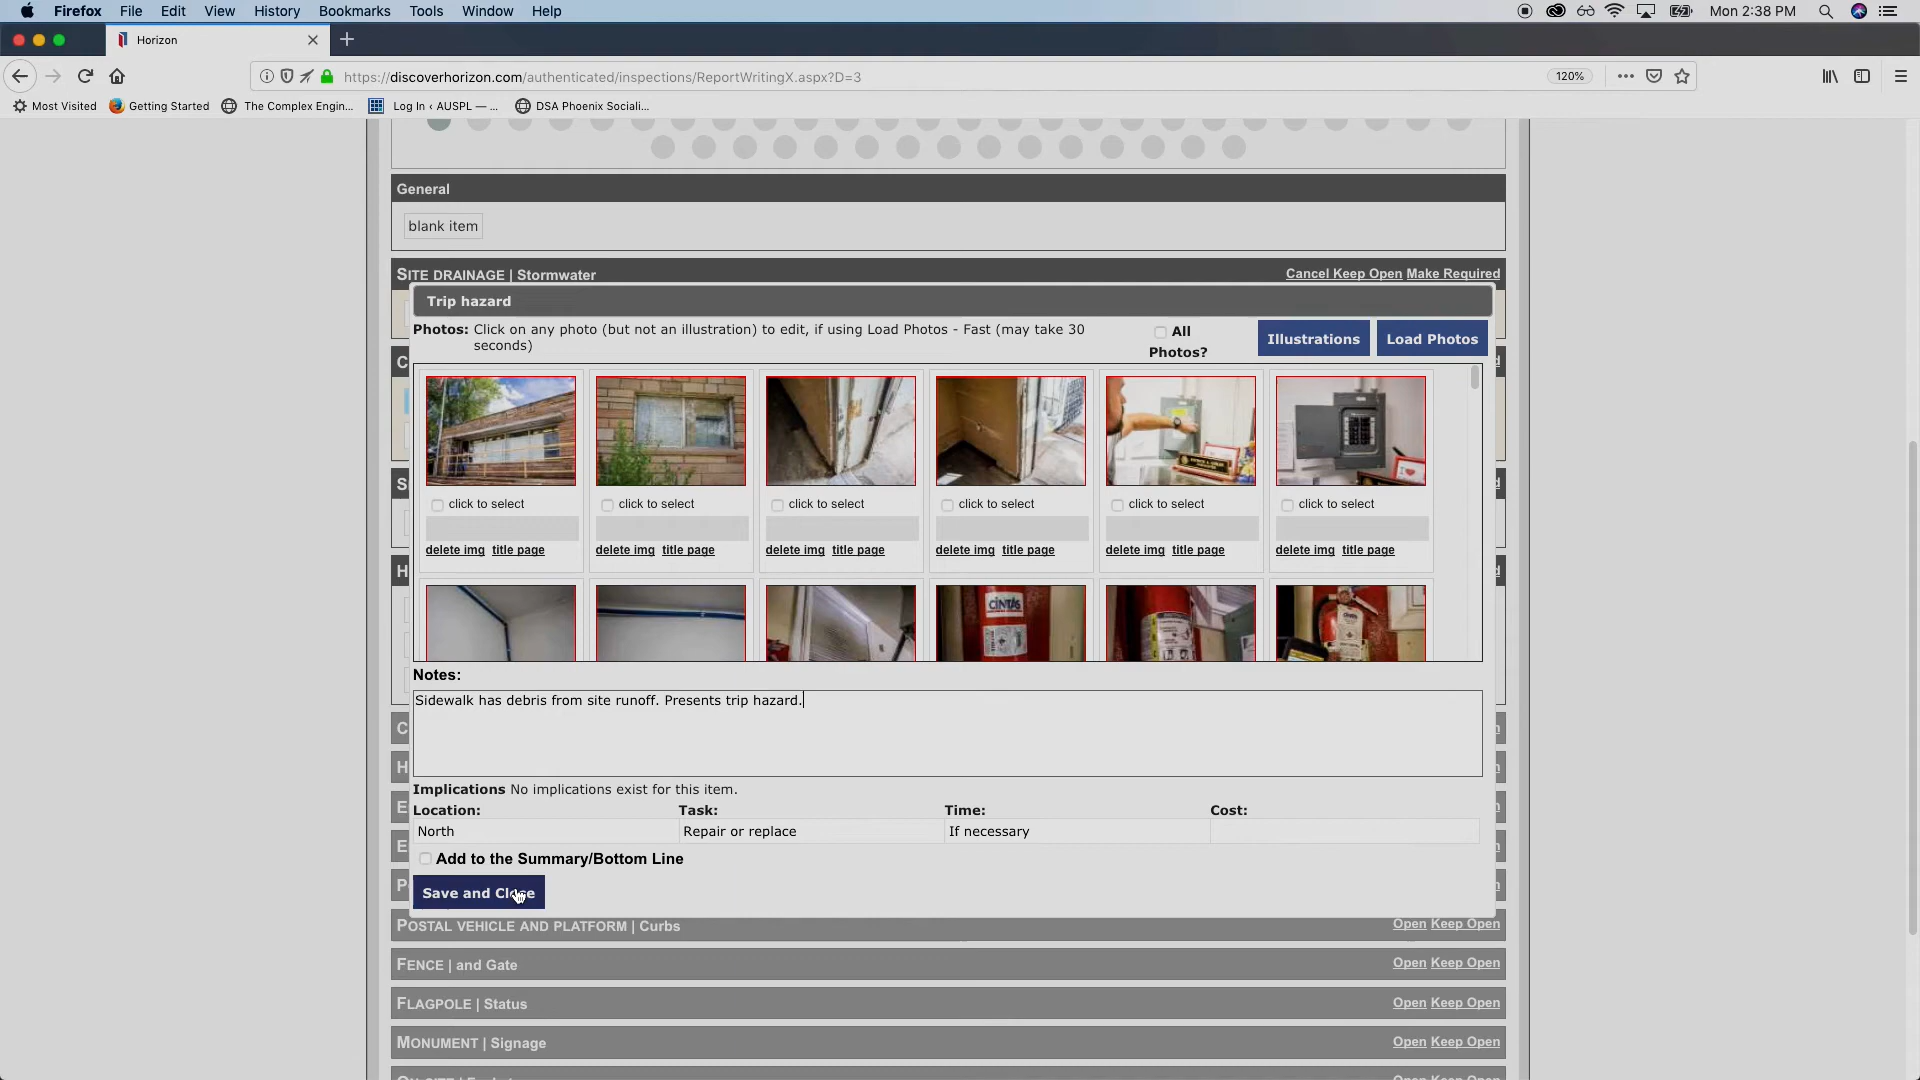 Firefox File Edit View History Bookmarks Tools Window Help Mon 2:38 PM
Horizon
https://discoverhorizon.com/authenticated/inspections/ReportWritingX.aspx?D=3 120%
Most Visited Getting Started The Complex Engin... Log In ‹ AUSPL — ... DSA Phoenix Sociali...
General
blank item
SITE DRAINAGE | Stormwater Cancel Keep Open Make Required
Trip hazard
Photos: Click on any photo (but not an illustration) to edit, if using Load Photos - Fast (may take 30
seconds)
All
Photos?
Illustrations Load Photos
click to select click to select click to select click to select click to select click to select
delete img title page delete img title page delete img title page delete img title page delete img title page delete img title page
CINTAS
Notes:
Sidewalk has debris from site runoff. Presents trip hazard.
Implications No implications exist for this item.
Location: Task: Time: Cost:
North Repair or replace If necessary
Add to the Summary/Bottom Line
Save and Close
POSTAL VEHICLE AND PLATFORM | Curbs Open Keep Open
FENCE | and Gate Open Keep Open
FLAGPOLE | Status Open Keep Open
MONUMENT | Signage Open Keep Open